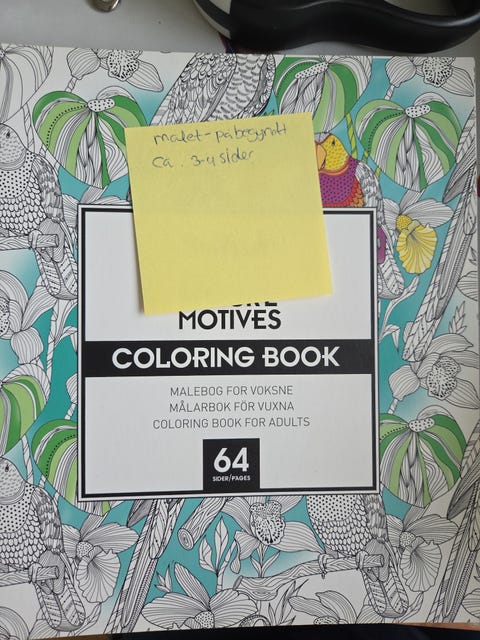 malet-påbegyndt
ca. 3-4 sider
MOTIVES
COLORING BOOK
MALEBOG FOR VOKSNE
MÅLARBOK FÖR VUXNA
COLORING BOOK FOR ADULTS
64
SIDER/PAGES